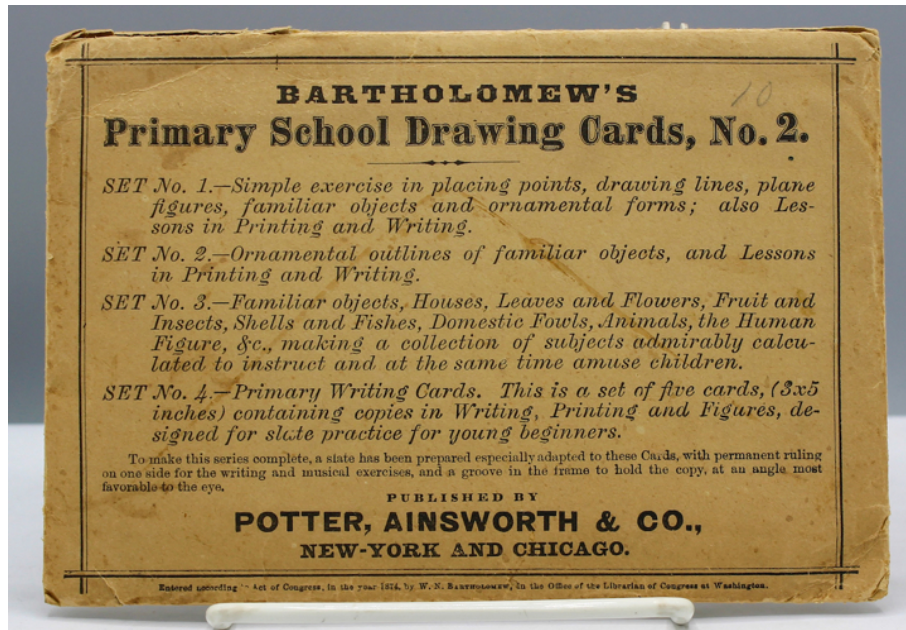 10
BARTHOLOMEW'S
Primary School Drawing Cards, No. 2.
SET No. 1.—Simple exercise in placing points, drawing lines, plane
figures, familiar objects and ornamental forms; also Les-
sons in Printing and Writing.
SET No. 2.—Ornamental outlines of familiar objects, and Lessons
in Printing and Writing.
SET No. 3.—Familiar objects, Houses, Leaves and Flowers, Fruit and
Insects, Shells and Fishes, Domestic Fowls, Animals, the Human
Figure, &c., making a collection of subjects admirably calcu-
lated to instruct and at the same time amuse children.
SET No. 4.—Primary Writing Cards. This is a set of five cards, (3x5
inches) containing copies in Writing, Printing and Figures, de-
signed for slate practice for young beginners.
To make this series complete, a slate has been prepared especially adapted to these Cards, with permanent ruling
on one side for the writing and musical exercises, and a groove in the frame to hold the copy, at an angle most
favorable to the eye.
PUBLISHED BY
POTTER, AINSWORTH & CO.,
NEW-YORK AND CHICAGO.
Entered according Act of Congress, in the year by W. N. BARTHOLOMEW, in the Office of the Librarian of Congress at Washington.